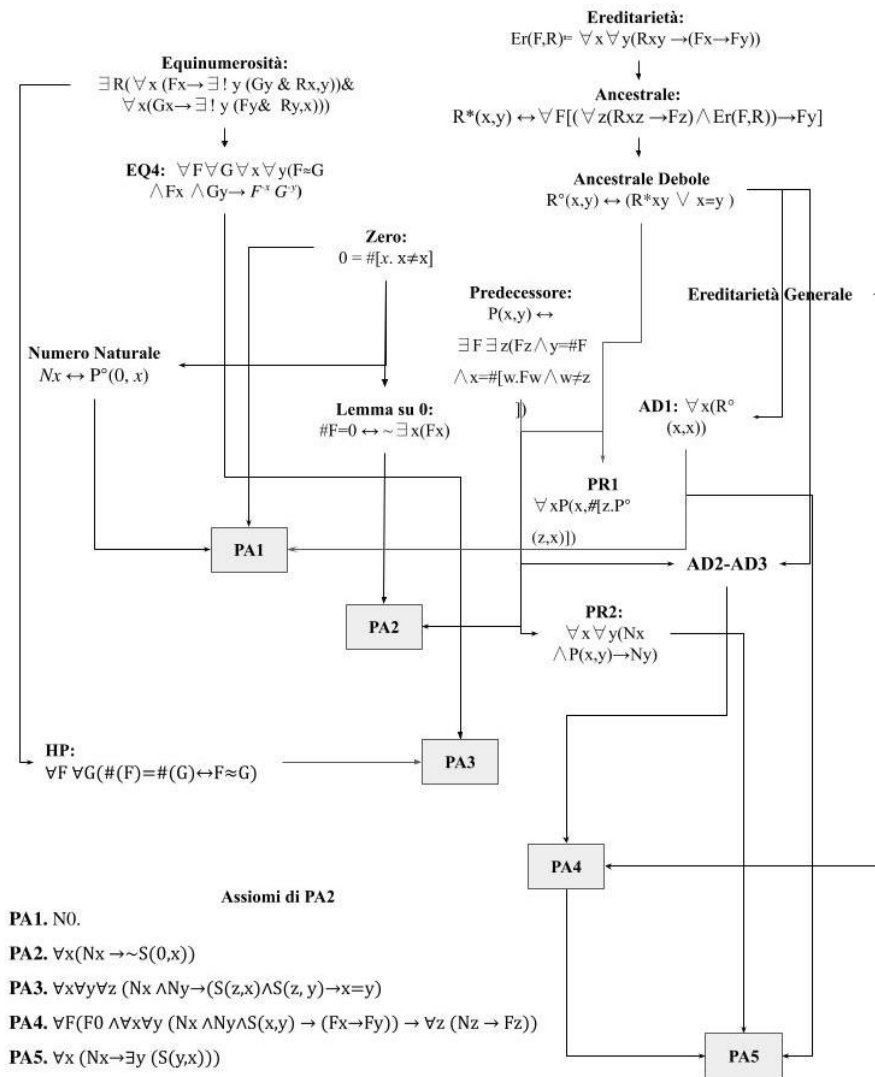 Ereditarietà:
Er(F,R)= ∀x∀y(Rxy →(Fx→Fy))
Equinumerosità:
∃R(∀x (Fx→ ∃! y (Gy & Rx,y))&
∀x(Gx→ ∃! y (Fy& Ry,x)))
Ancestrale:
R*(x,y) ↔ ∀F[(∀z(Rxz →Fz)∧Er(F,R))→Fy]
EQ4: ∀F∀G∀x∀y(F≈G
∧Fx ∧Gy→ F⁻ˣ G⁻ʸ)
Ancestrale Debole
R°(x,y) ↔ (R*xy ∨ x=y )
Zero:
0 = #[x. x≠x]
Predecessore:
P(x,y) ↔
∃F∃z(Fz∧y=#F
∧x=#[w.Fw∧w≠z
])
Ereditarietà Generale
Numero Naturale
Nx ↔ P°(0, x)
Lemma su 0:
#F=0 ↔ ~∃x(Fx)
AD1: ∀x(R°
(x,x))
PR1
∀xP(x,#[z.P°
(z,x)])
PA1
AD2-AD3
PA2
PR2:
∀x∀y(Nx
∧P(x,y)→Ny)
HP:
∀F ∀G(#(F)=#(G)↔F≈G)
PA3
PA4
Assiomi di PA2
PA1. N0.
PA2. ∀x(Nx →~S(0,x))
PA3. ∀x∀y∀z (Nx ∧Ny→(S(z,x)∧S(z, y)→x=y)
PA4. ∀F(F0 ∧∀x∀y (Nx ∧Ny∧S(x,y) → (Fx→Fy)) → ∀z (Nz → Fz))
PA5. ∀x (Nx→∃y (S(y,x)))
PA5